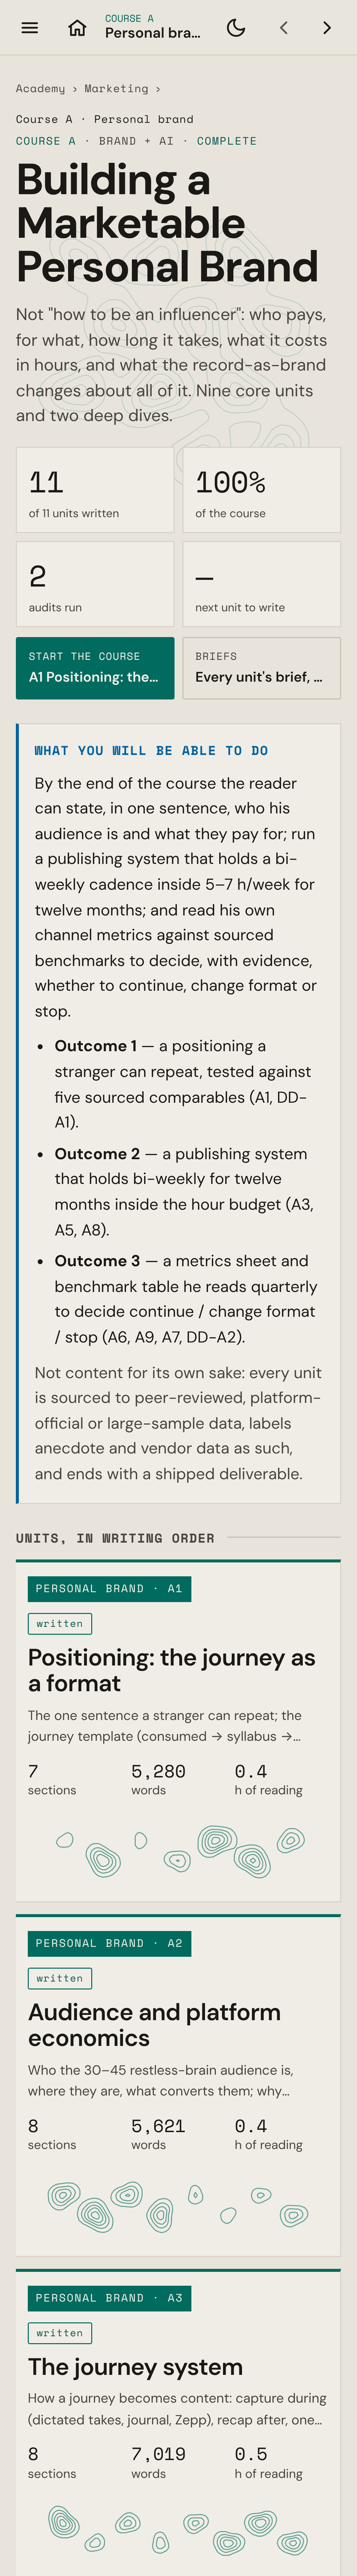 COURSE A
Personal bra…
Academy › Marketing ›
Course A · Personal brand
COURSE A · BRAND + AI · COMPLETE
Building a
Marketable
Personal Brand
Not "how to be an influencer": who pays,
for what, how long it takes, what it costs
in hours, and what the record-as-brand
changes about all of it. Nine core units
and two deep dives.
11
of 11 units written
100%
of the course
2
audits run
—
next unit to write
START THE COURSE
A1 Positioning: the…
BRIEFS
Every unit's brief, …
WHAT YOU WILL BE ABLE TO DO
By the end of the course the reader
can state, in one sentence, who his
audience is and what they pay for; run
a publishing system that holds a bi-
weekly cadence inside 5–7 h/week for
twelve months; and read his own
channel metrics against sourced
benchmarks to decide, with evidence,
whether to continue, change format or
stop.
• Outcome 1 — a positioning a
stranger can repeat, tested against
five sourced comparables (A1, DD-
A1).
• Outcome 2 — a publishing system
that holds bi-weekly for twelve
months inside the hour budget (A3,
A5, A8).
• Outcome 3 — a metrics sheet and
benchmark table he reads quarterly
to decide continue / change format
/ stop (A6, A9, A7, DD-A2).
Not content for its own sake: every unit
is sourced to peer-reviewed, platform-
official or large-sample data, labels
anecdote and vendor data as such,
and ends with a shipped deliverable.
UNITS, IN WRITING ORDER
PERSONAL BRAND · A1
written
Positioning: the journey as
a format
The one sentence a stranger can repeat; the
journey template (consumed → syllabus →…
7
sections
5,280
words
0.4
h of reading
PERSONAL BRAND · A2
written
Audience and platform
economics
Who the 30–45 restless-brain audience is,
where they are, what converts them; why…
8
sections
5,621
words
0.4
h of reading
PERSONAL BRAND · A3
written
The journey system
How a journey becomes content: capture during
(dictated takes, journal, Zepp), recap after, one…
8
sections
7,019
words
0.5
h of reading